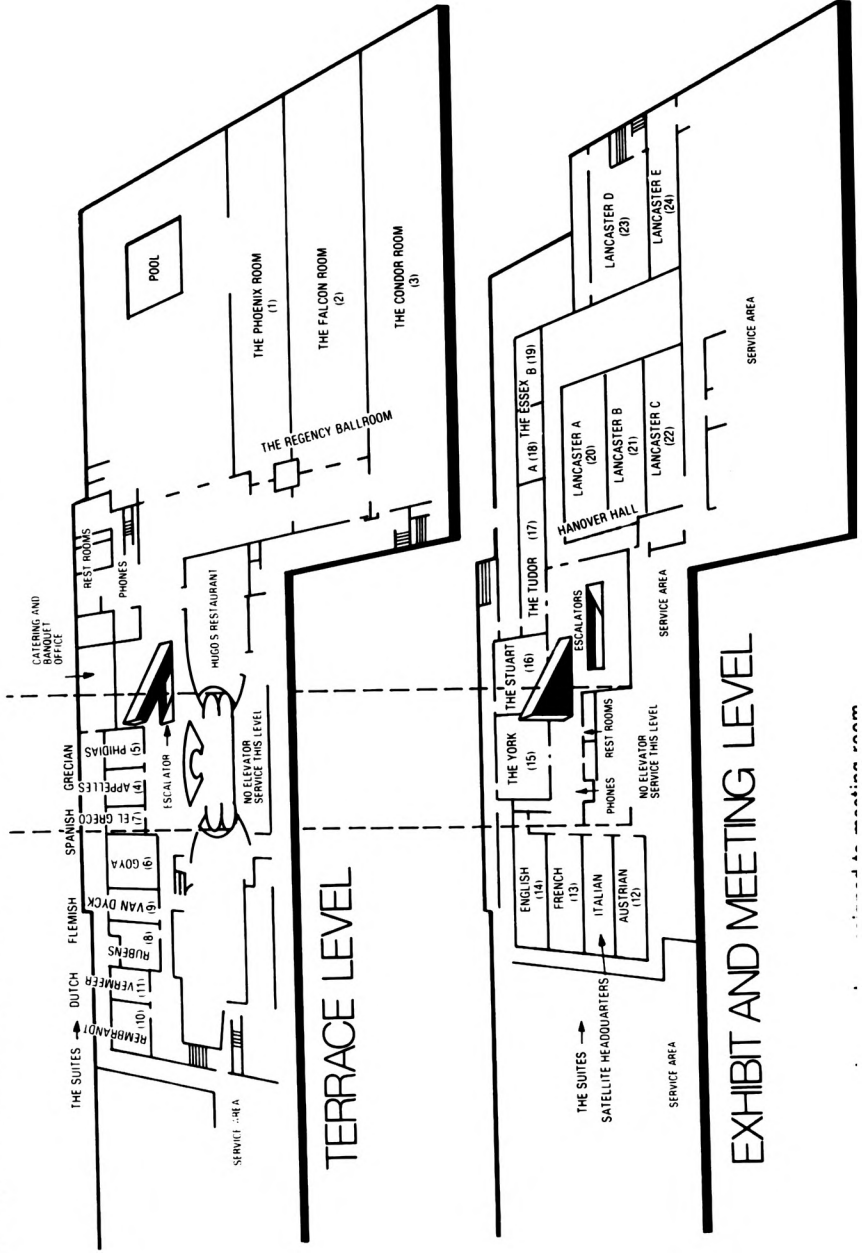 CATERING AND
BANQUET
OFFICE
THE SUITES
DUTCH
FLEMISH
SPANISH
GRECIAN
REMBRANDT
(10)
VERMEER
(11)
RUBENS
(8)
VAN DYCK
(9)
GOYA
(6)
EL GRECO
(7)
APPELLES
(4)
PHIDIAS
(5)
REST ROOMS
PHONES
ESCALATOR
HUGO'S RESTAURANT
NO ELEVATOR
SERVICE THIS LEVEL
SERVICE AREA
POOL
THE PHOENIX ROOM
(1)
THE FALCON ROOM
(2)
THE CONDOR ROOM
(3)
THE REGENCY BALLROOM
TERRACE LEVEL
THE SUITES
SATELLITE HEADQUARTERS
ENGLISH
(14)
FRENCH
(13)
ITALIAN
AUSTRIAN
(12)
THE YORK
(15)
THE STUART
(16)
THE TUDOR (17)
THE ESSEX
A (18)
B (19)
PHONES
REST ROOMS
ESCALATORS
NO ELEVATOR
SERVICE THIS LEVEL
HANOVER HALL
LANCASTER A
(20)
LANCASTER B
(21)
LANCASTER C
(22)
LANCASTER D
(23)
LANCASTER E
(24)
SERVICE AREA
SERVICE AREA
SERVICE AREA
EXHIBIT AND MEETING LEVEL
to meeting room